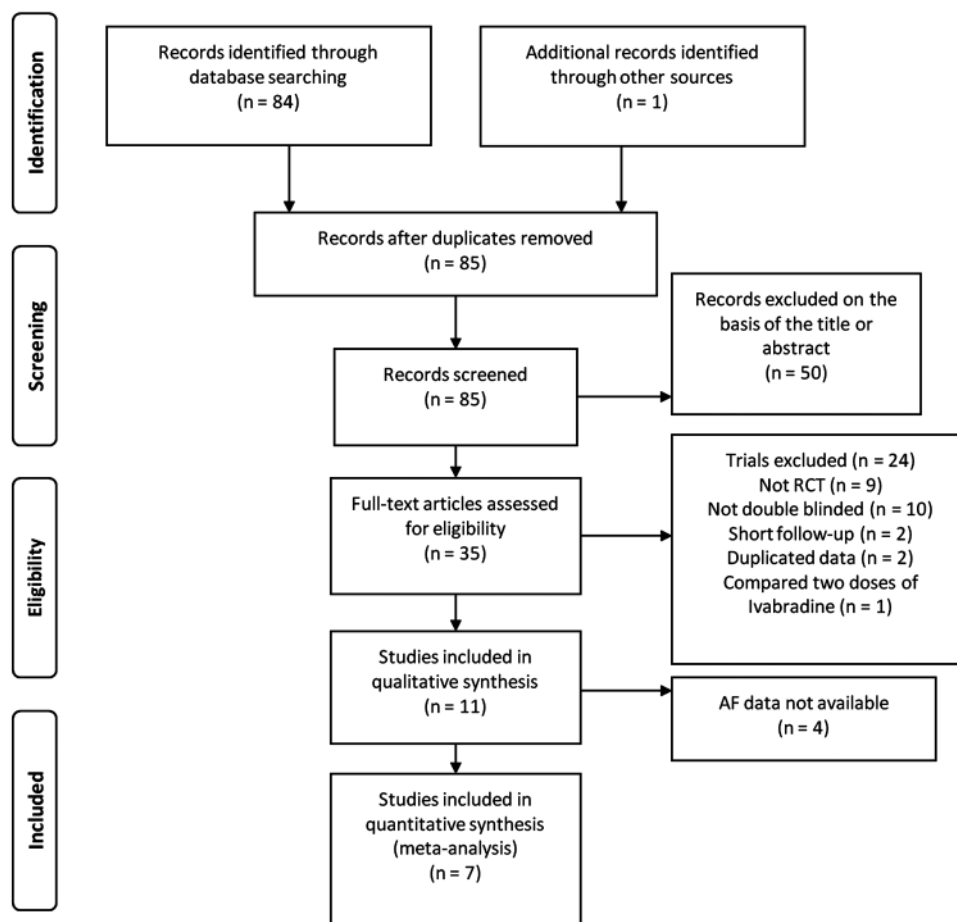 Identification
Records identified through
database searching
(n = 84)
Additional records identified
through other sources
(n = 1)
Records after duplicates removed
(n = 85)
Screening
Records screened
(n = 85)
Records excluded on the
basis of the title or
abstract
(n = 50)
Eligibility
Full-text articles assessed
for eligibility
(n = 35)
Trials excluded (n = 24)
Not RCT (n = 9)
Not double blinded (n = 10)
Short follow-up (n = 2)
Duplicated data (n = 2)
Compared two doses of
Ivabradine (n = 1)
Studies included in
qualitative synthesis
(n = 11)
AF data not available
(n = 4)
Included
Studies included in
quantitative synthesis
(meta-analysis)
(n = 7)